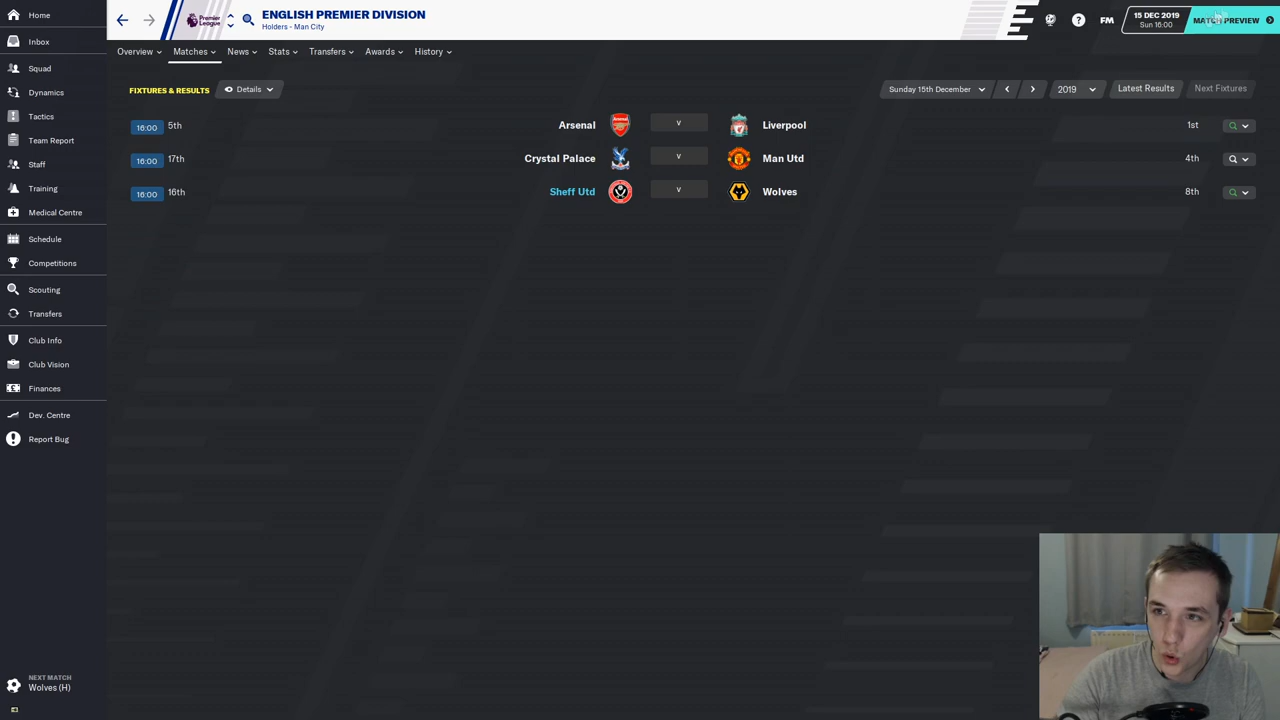 Home
Inbox
Squad
Dynamics
Tactics
Team Report
Staff
Training
Medical Centre
Schedule
Competitions
Scouting
Transfers
Club Info
Club Vision
Finances
Dev. Centre
Report Bug
NEXT MATCH
Wolves (H)
Premier League
ENGLISH PREMIER DIVISION
Holders - Man City
? FM
15 DEC 2019
Sun 16:00
MATCH PREVIEW
Overview Matches News Stats Transfers Awards History
FIXTURES & RESULTS Details Sunday 15th December 2019 Latest Results Next Fixtures
16:00 5th Arsenal v Liverpool 1st
16:00 17th Crystal Palace v Man Utd 4th
16:00 16th Sheff Utd v Wolves 8th